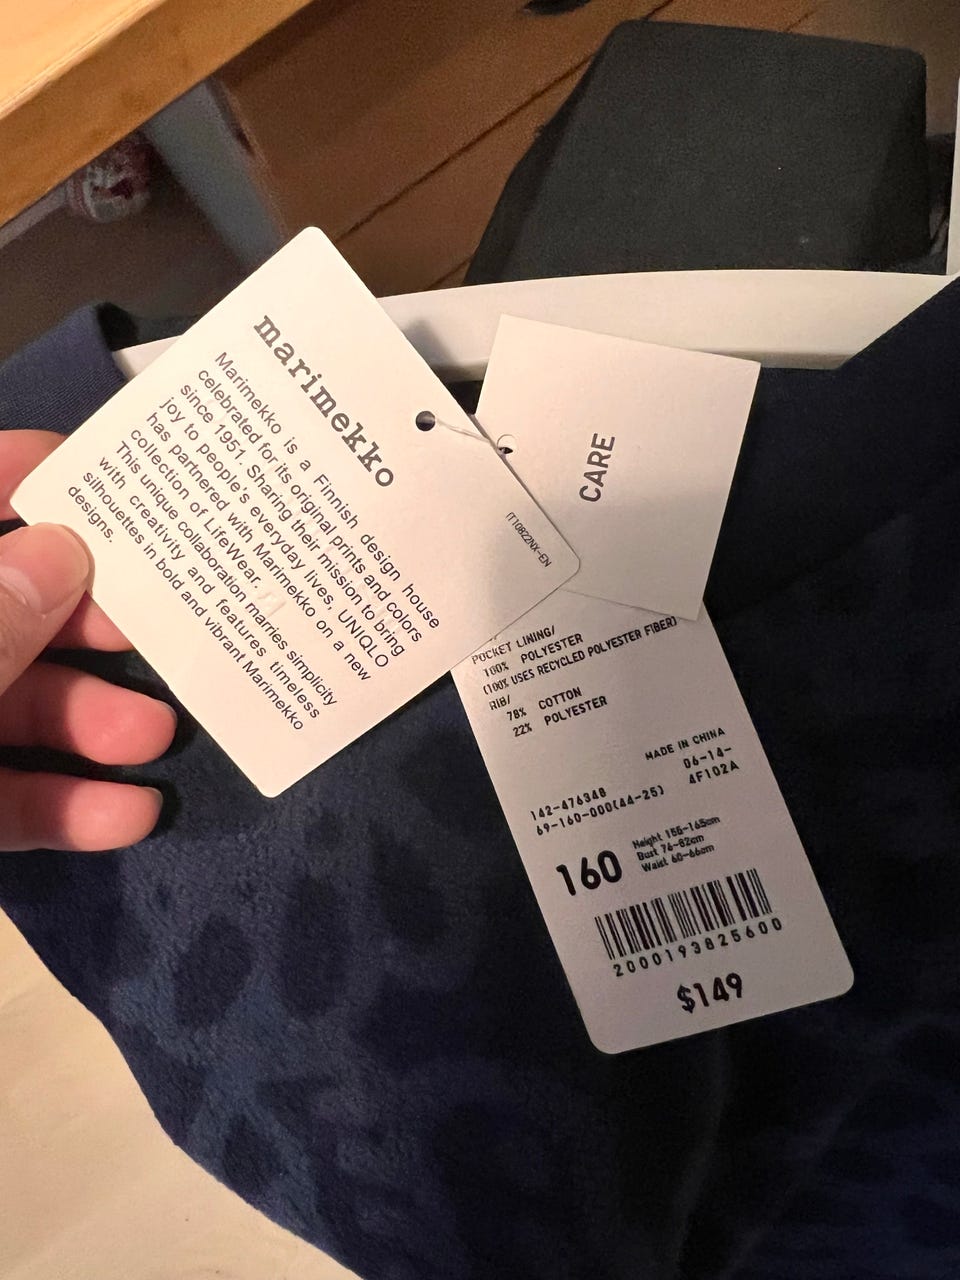 marimekko
Marimekko is a Finnish design house
celebrated for its original prints and colors
since 1951. Sharing their mission to bring
joy to people's everyday lives, UNIQLO
has partnered with Marimekko on a new
collection of LifeWear.
This unique collaboration marries simplicity
with creativity and features timeless
silhouettes in bold and vibrant Marimekko
designs.
CARE
POCKET LINING/
100% POLYESTER
(100% USES RECYCLED POLYESTER FIBER)
RIB/
78% COTTON
22% POLYESTER
MADE IN CHINA
06-14-
4F102A
142-476348
69-160-000(44-25)
160
Height 155-165cm
Bust 76-82cm
Waist 60-66cm
2000193825600
$149